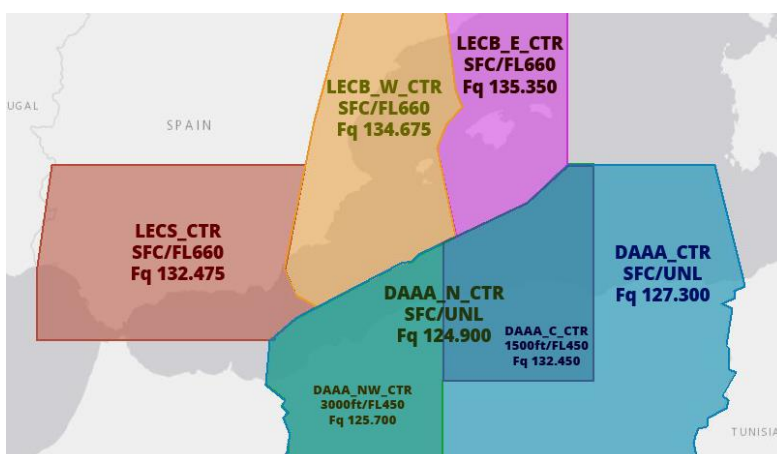 LECB_E_CTR
SFC/FL660
Fq 135.350
LECB_W_CTR
SFC/FL660
Fq 134.675
UGAL
SPAIN
LECS_CTR
SFC/FL660
Fq 132.475
DAAA_CTR
SFC/UNL
Fq 127.300
DAAA_N_CTR
SFC/UNL
Fq 124.900
DAAA_C_CTR
1500ft/FL450
Fq 132.450
DAAA_NW_CTR
3000ft/FL450
Fq 125.700
TUNISIA